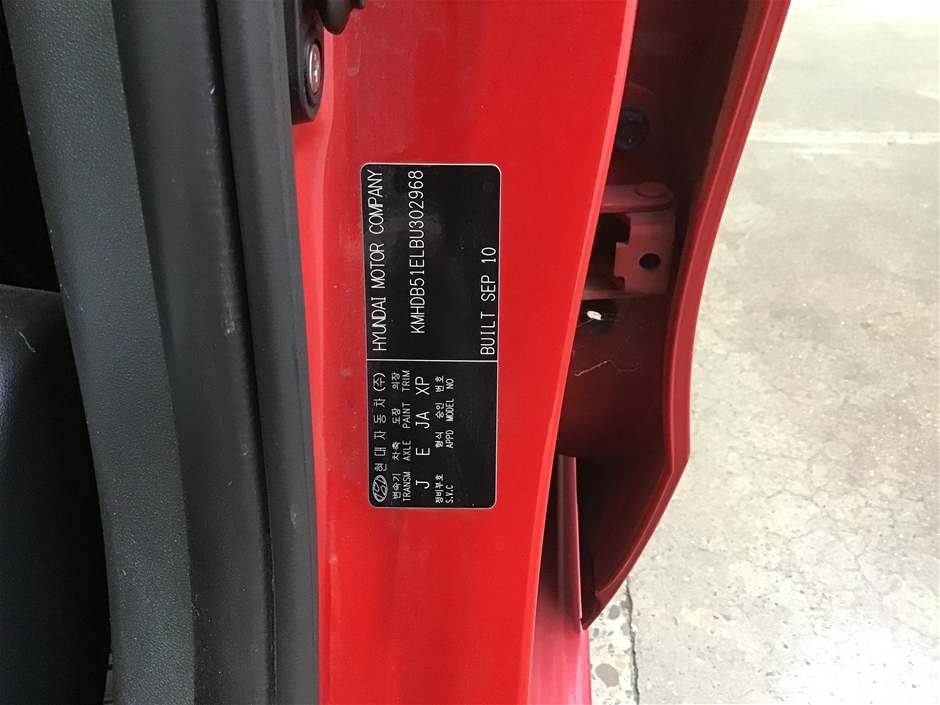 현대자동차(주) HYUNDAI MOTOR COMPANY
변속기 차축 도장 의장
TRANSM AXLE PAINT TRIM
J E JA XP KMHDB51ELBU302968
정비부호 형식 승인 번호
S.V.C APPD MODEL NO
BUILT SEP 10